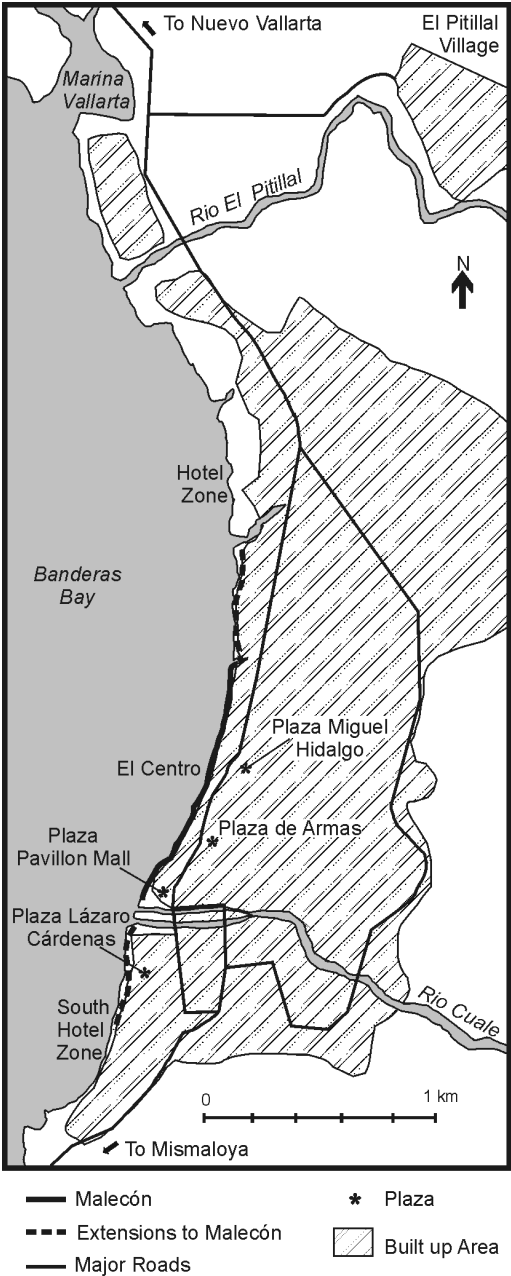 To Nuevo Vallarta
El Pitillal
Village
Marina
Vallarta
Rio El Pitillal
N
Hotel
Zone
Banderas
Bay
Plaza Miguel
Hidalgo
El Centro
Plaza de Armas
Plaza
Pavillon Mall
Plaza Lázaro
Cárdenas
South
Hotel
Zone
Rio Cuale
0 1 km
To Mismaloya
Malecón
Plaza
Extensions to Malecón
Built up Area
Major Roads